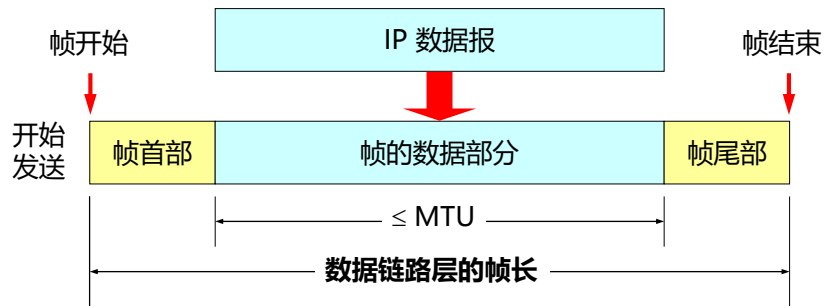 IP 数据报
帧开始
帧结束
开始
发送
帧首部
帧的数据部分
帧尾部
≤ MTU
数据链路层的帧长